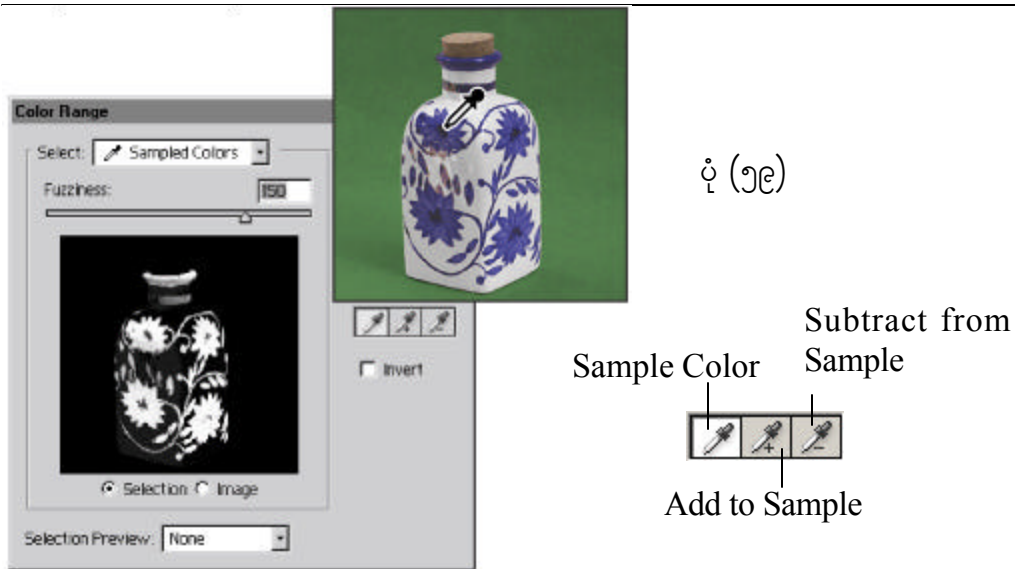 Color Range
Select: Sampled Colors
Fuzziness: 150
Invert
Selection Image
Selection Preview: None
ပုံ (၅၉)
Sample Color
Subtract from
Sample
Add to Sample